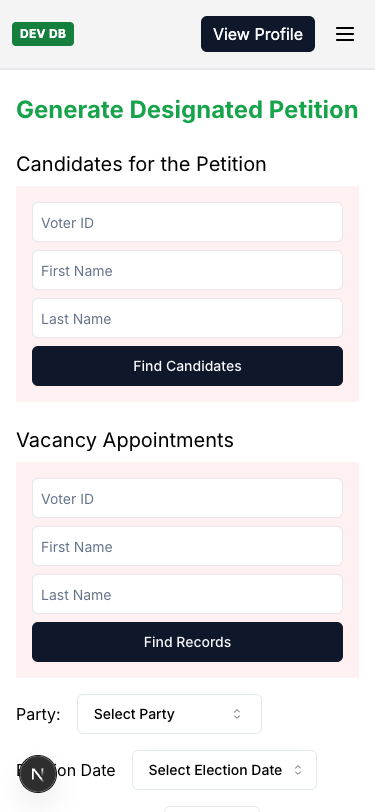 DEV DB
View Profile
Generate Designated Petition
Candidates for the Petition
Voter ID
First Name
Last Name
Find Candidates
Vacancy Appointments
Voter ID
First Name
Last Name
Find Records
Party:
Select Party
Date
Select Election Date
N